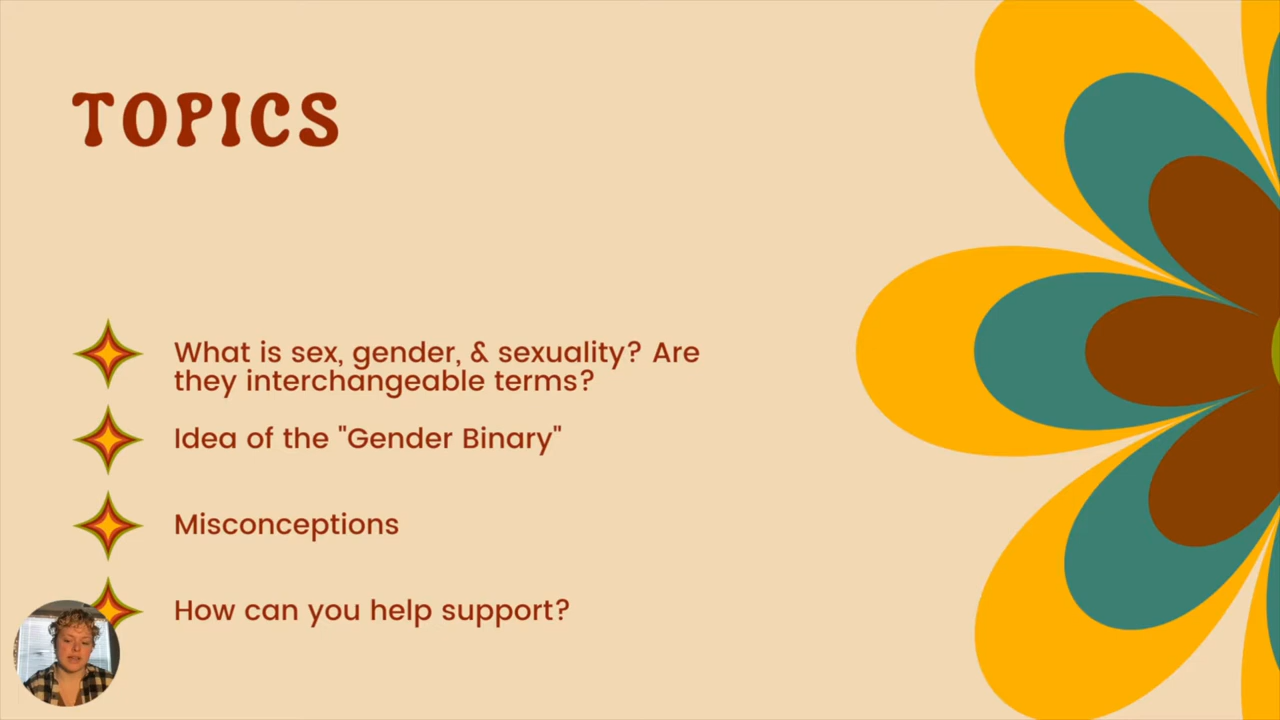 TOPICS
What is sex, gender, & sexuality? Are
they interchangeable terms?
Idea of the "Gender Binary"
Misconceptions
How can you help support?